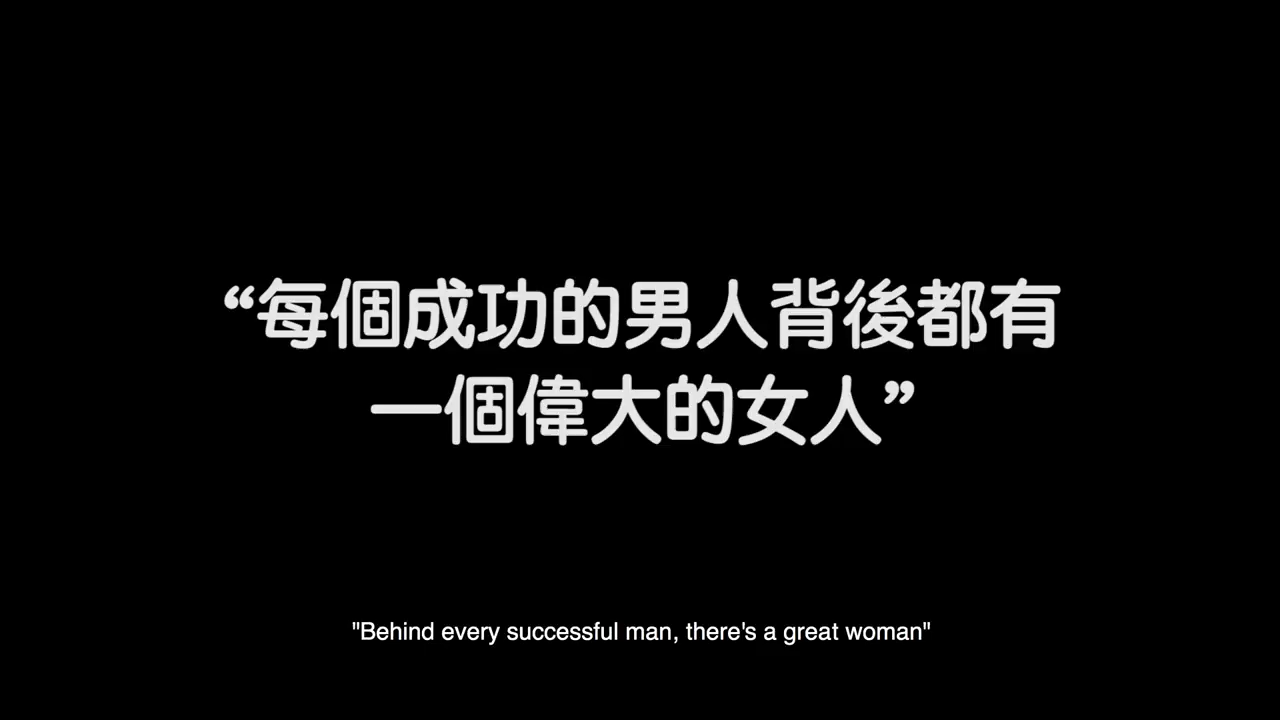 “每個成功的男人背後都有
一個偉大的女人”
"Behind every successful man, there's a great woman"